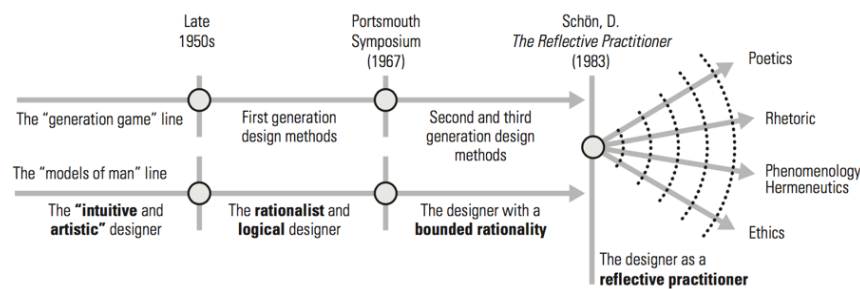 Late
1950s
Portsmouth
Symposium
(1967)
Schön, D.
The Reflective Practitioner
(1983)
Poetics
Rhetoric
Phenomenology
Hermeneutics
Ethics
The “generation game” line
First generation
design methods
Second and third
generation design
methods
The “models of man” line
The “intuitive and
artistic” designer
The rationalist and
logical designer
The designer with a
bounded rationality
The designer as a
reflective practitioner